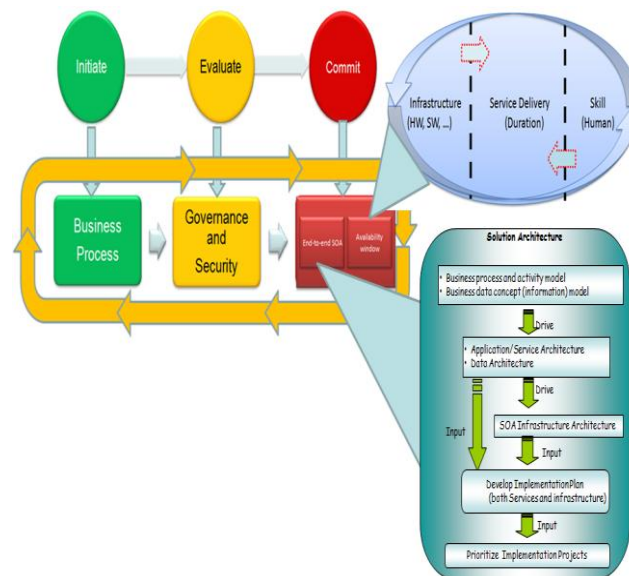 Initiate
Evaluate
Commit
Infrastructure
(HW, SW, ...)
Service Delivery
(Duration)
Skill
(Human)
Business
Process
Governance
and
Security
End-to-end SOA
Availability
window
Solution Architecture
• Business process and activity model
• Business data concept (information) model
Drive
• Application/Service Architecture
• Data Architecture
Drive
Input
SOA Infrastructure Architecture
Input
Develop Implementation Plan
(both Services and infrastructure)
Input
Prioritize Implementation Projects